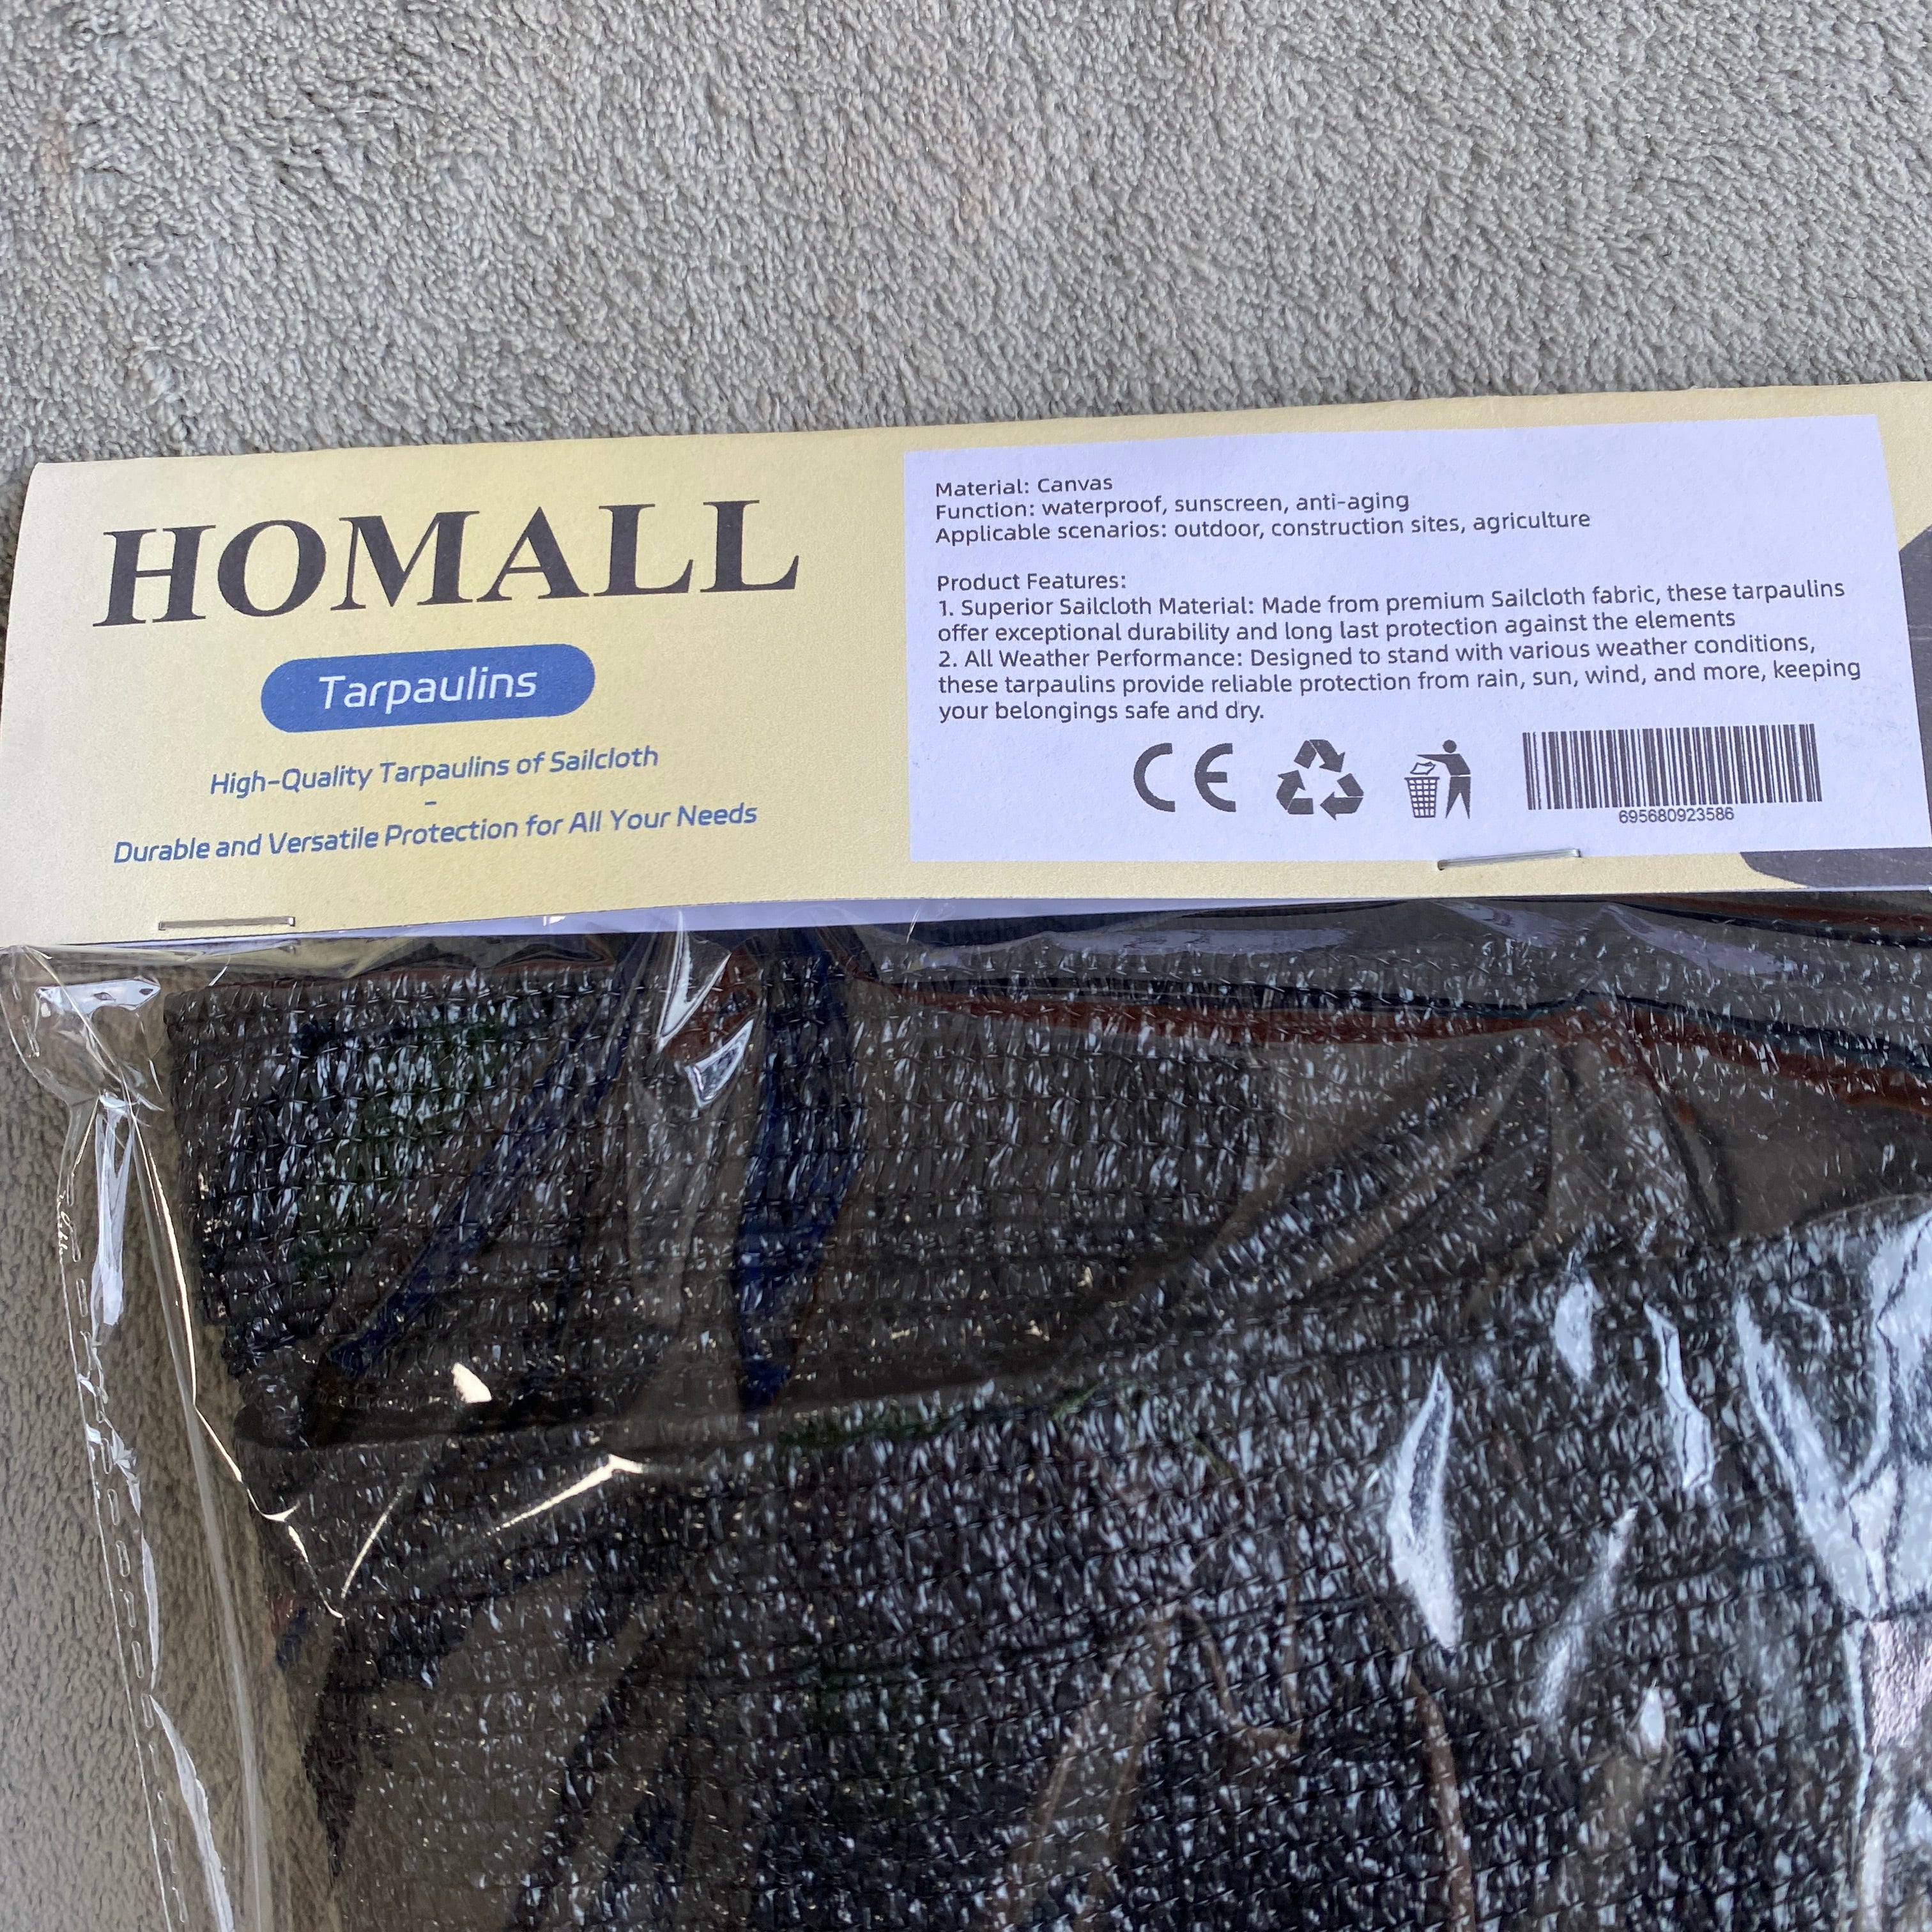 HOMALL
Tarpaulins
High-Quality Tarpaulins of Sailcloth
-
Durable and Versatile Protection for All Your Needs
Material: Canvas
Function: waterproof, sunscreen, anti-aging
Applicable scenarios: outdoor, construction sites, agriculture
Product Features:
1. Superior Sailcloth Material: Made from premium Sailcloth fabric, these tarpaulins
offer exceptional durability and long last protection against the elements
2. All Weather Performance: Designed to stand with various weather conditions,
these tarpaulins provide reliable protection from rain, sun, wind, and more, keeping
your belongings safe and dry.
CE
695680923586